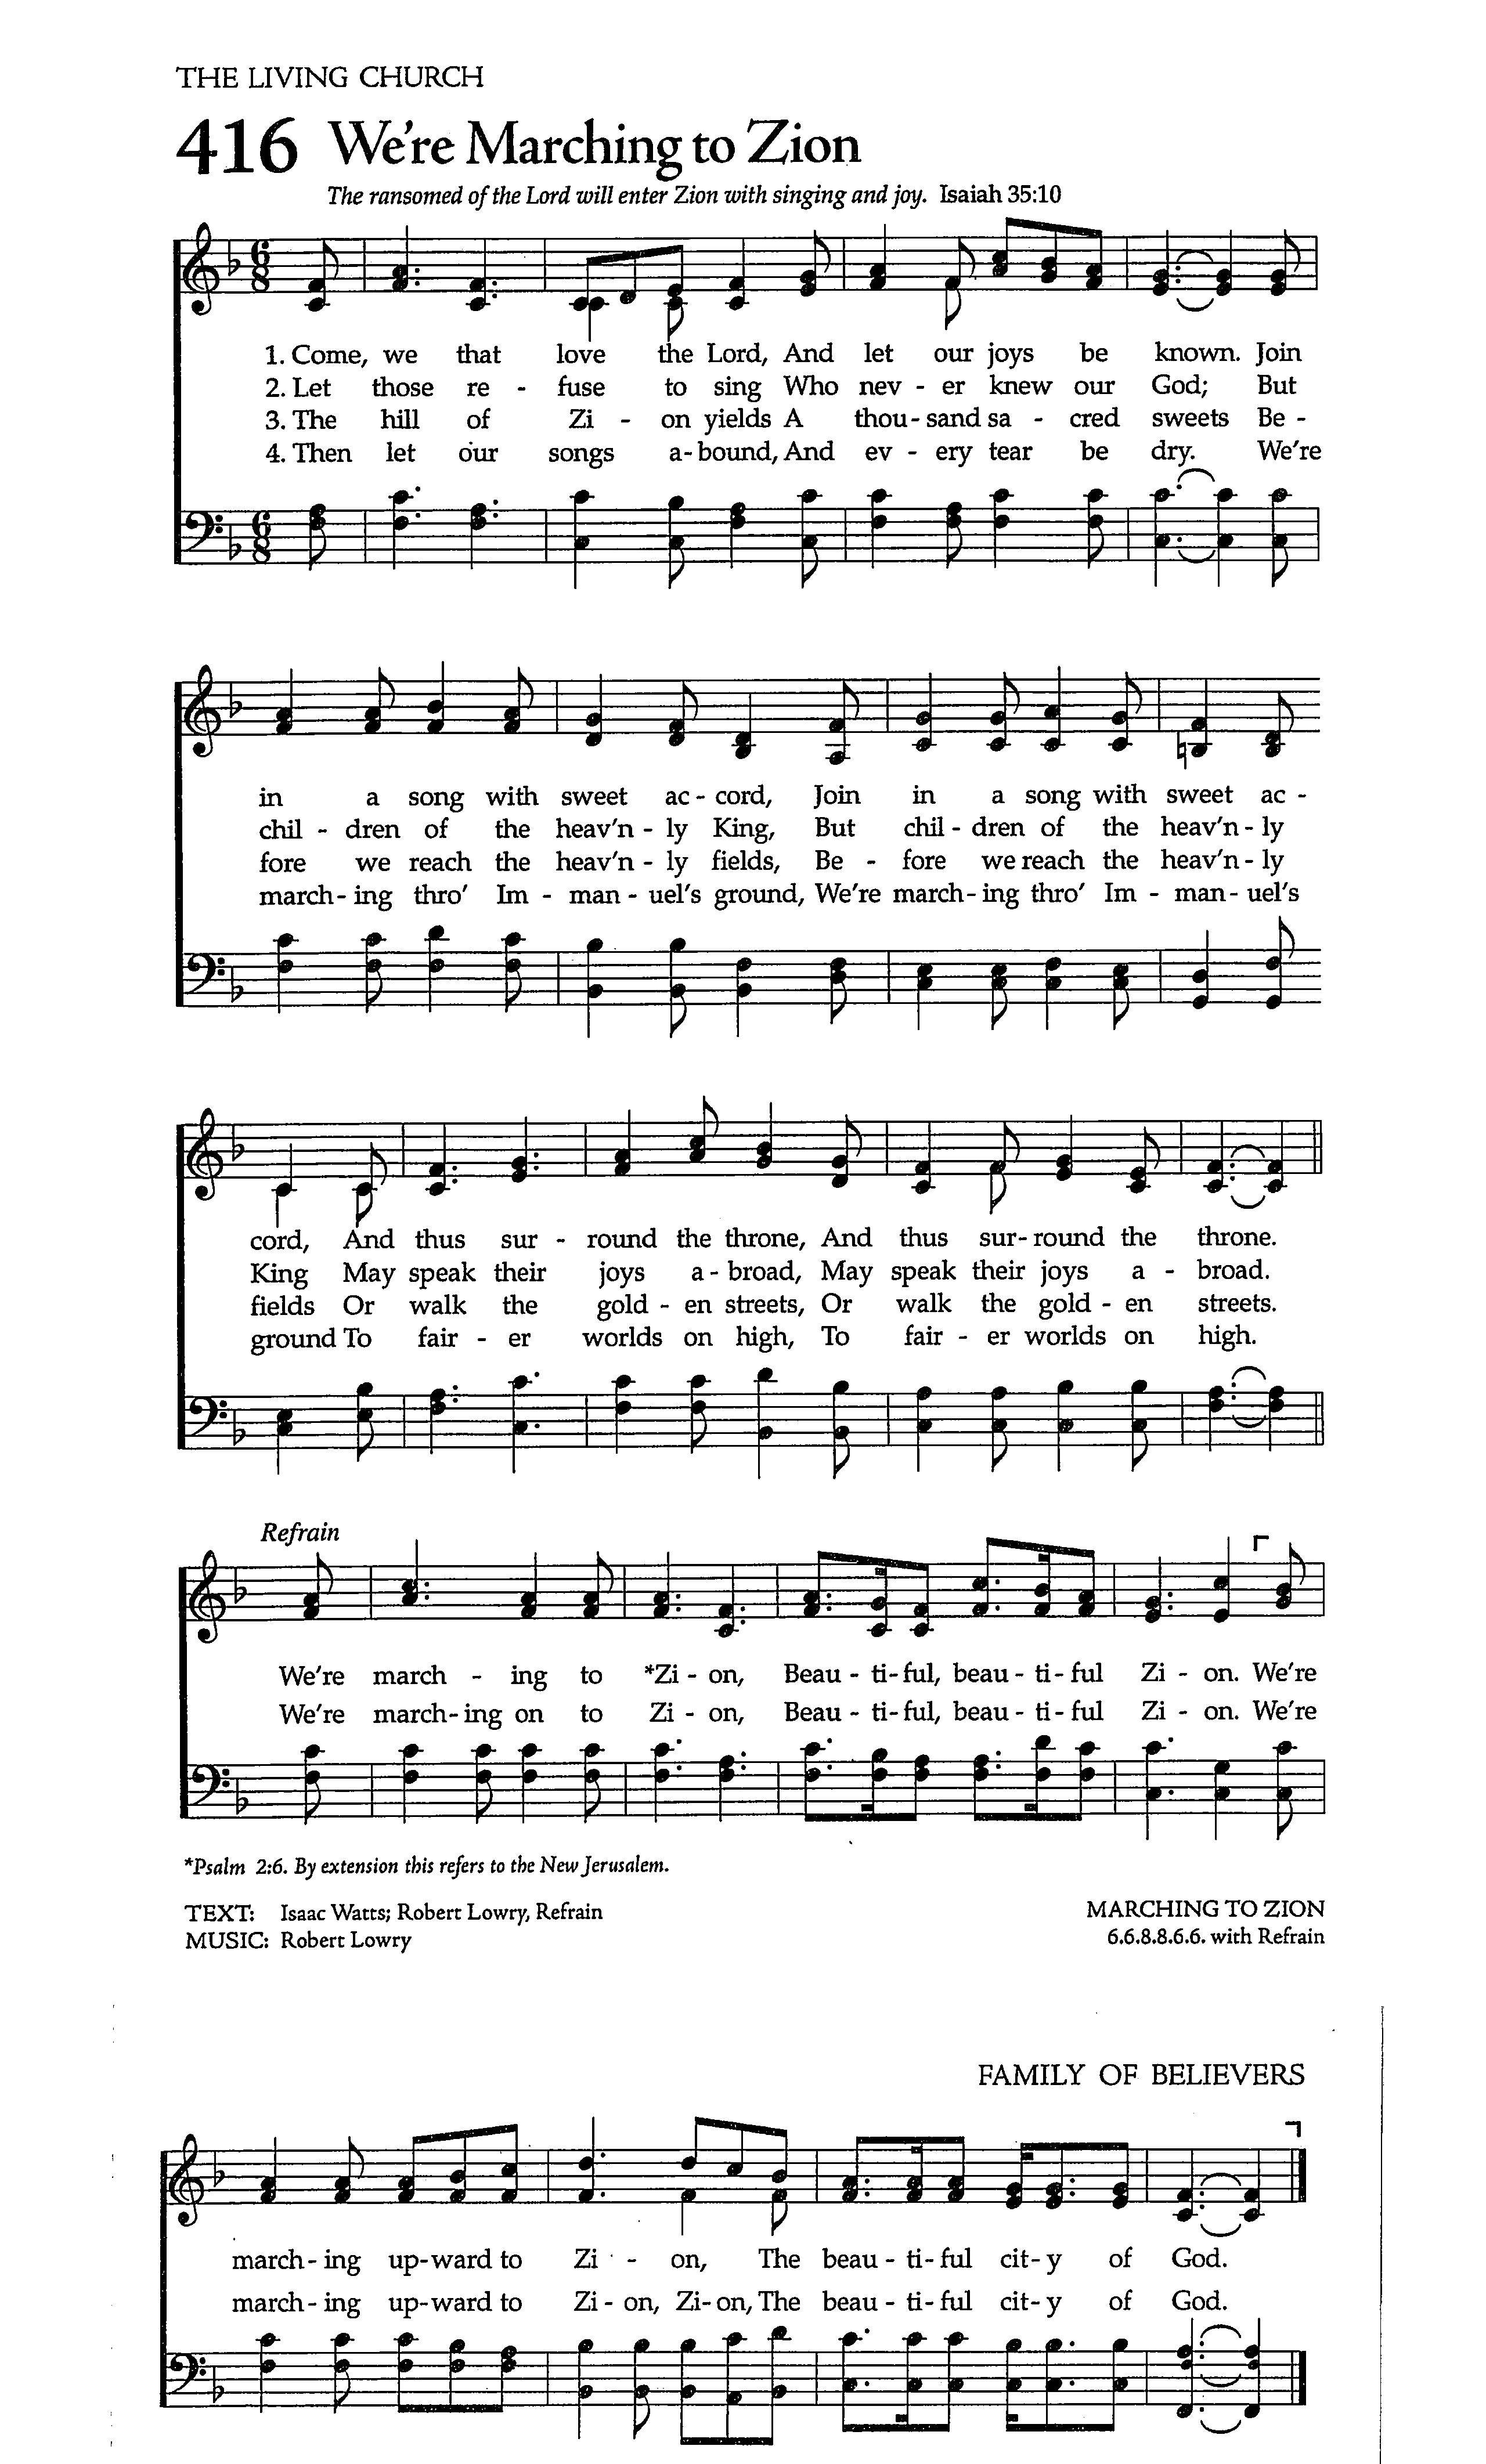 THE LIVING CHURCH
416 We're Marching to Zion
The ransomed of the Lord will enter Zion with singing and joy. Isaiah 35:10
1. Come, we that love the Lord, And let our joys be known. Join
2. Let those re - fuse to sing Who nev - er knew our God; But
3. The hill of Zi - on yields A thou - sand sa - cred sweets Be -
4. Then let our songs a - bound, And ev - ery tear be dry. We're
in a song with sweet ac - cord, Join in a song with sweet ac -
chil - dren of the heav'n - ly King, But chil - dren of the heav'n - ly
fore we reach the heav'n - ly fields, Be - fore we reach the heav'n - ly
march - ing thro' Im - man - uel's ground, We're march - ing thro' Im - man - uel's
cord, And thus sur - round the throne, And thus sur - round the throne.
King May speak their joys a - broad, May speak their joys a - broad.
fields Or walk the gold - en streets, Or walk the gold - en streets.
ground To fair - er worlds on high, To fair - er worlds on high.
Refrain
We're march - ing to *Zi - on, Beau - ti - ful, beau - ti - ful Zi - on. We're
We're march - ing on to Zi - on, Beau - ti - ful, beau - ti - ful Zi - on. We're
*Psalm 2:6. By extension this refers to the New Jerusalem.
TEXT: Isaac Watts; Robert Lowry, Refrain
MUSIC: Robert Lowry
MARCHING TO ZION
6.6.8.8.6.6. with Refrain
FAMILY OF BELIEVERS
march - ing up - ward to Zi - on, The beau - ti - ful cit - y of God.
march - ing up - ward to Zi - on, Zi - on, The beau - ti - ful cit - y of God.